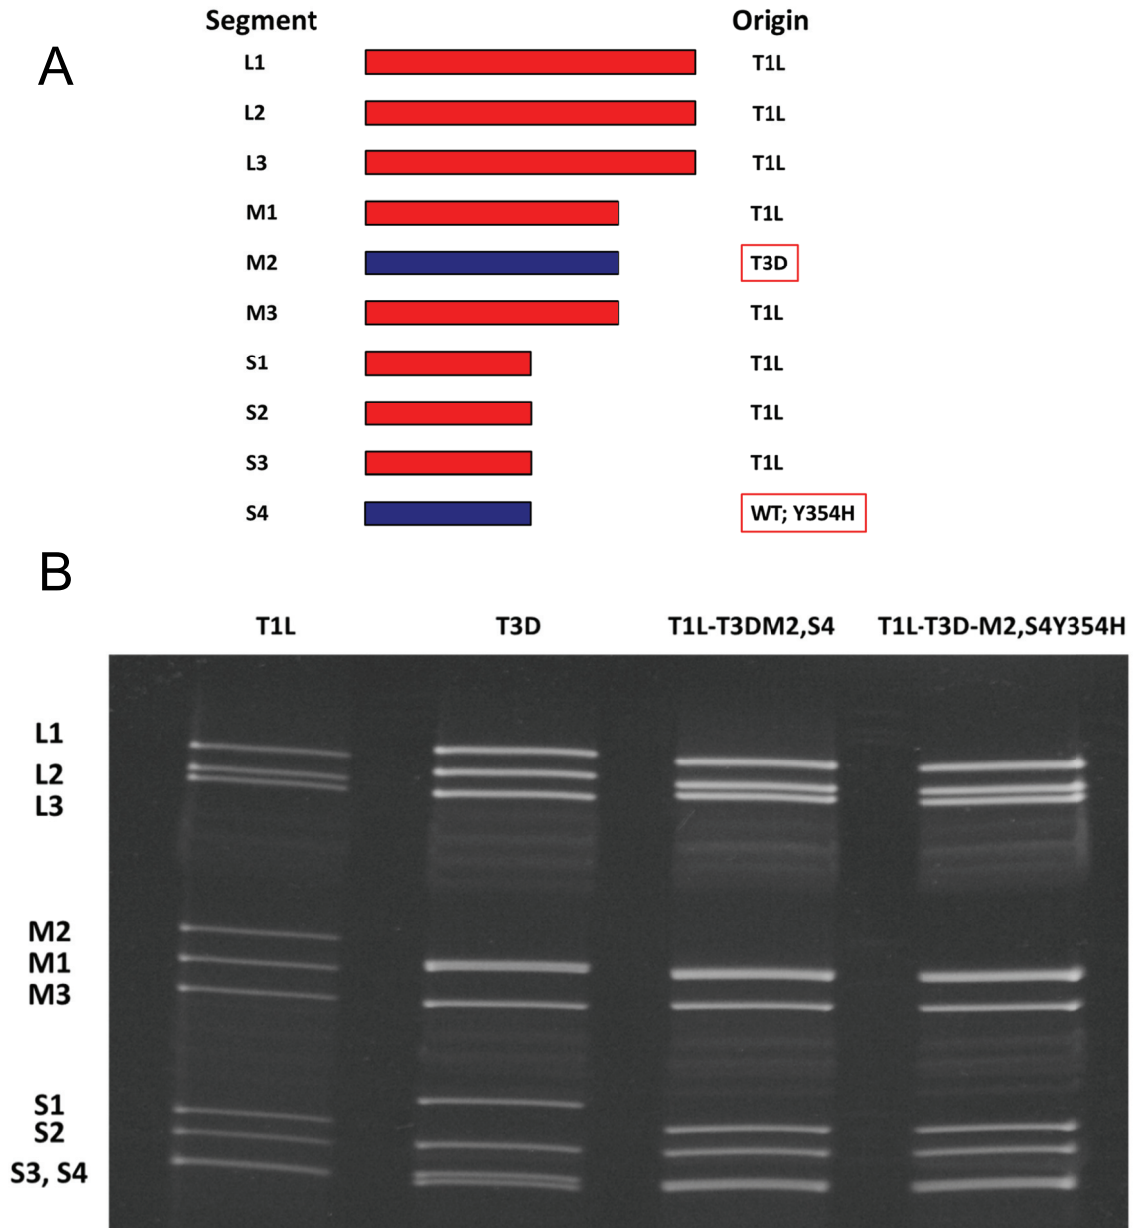 Segment Origin
A
L1 T1L
L2 T1L
L3 T1L
M1 T1L
M2 T3D
M3 T1L
S1 T1L
S2 T1L
S3 T1L
S4 WT; Y354H
B
T1L T3D T1L-T3DM2,S4 T1L-T3D-M2,S4Y354H
L1
L2
L3
M2
M1
M3
S1
S2
S3, S4